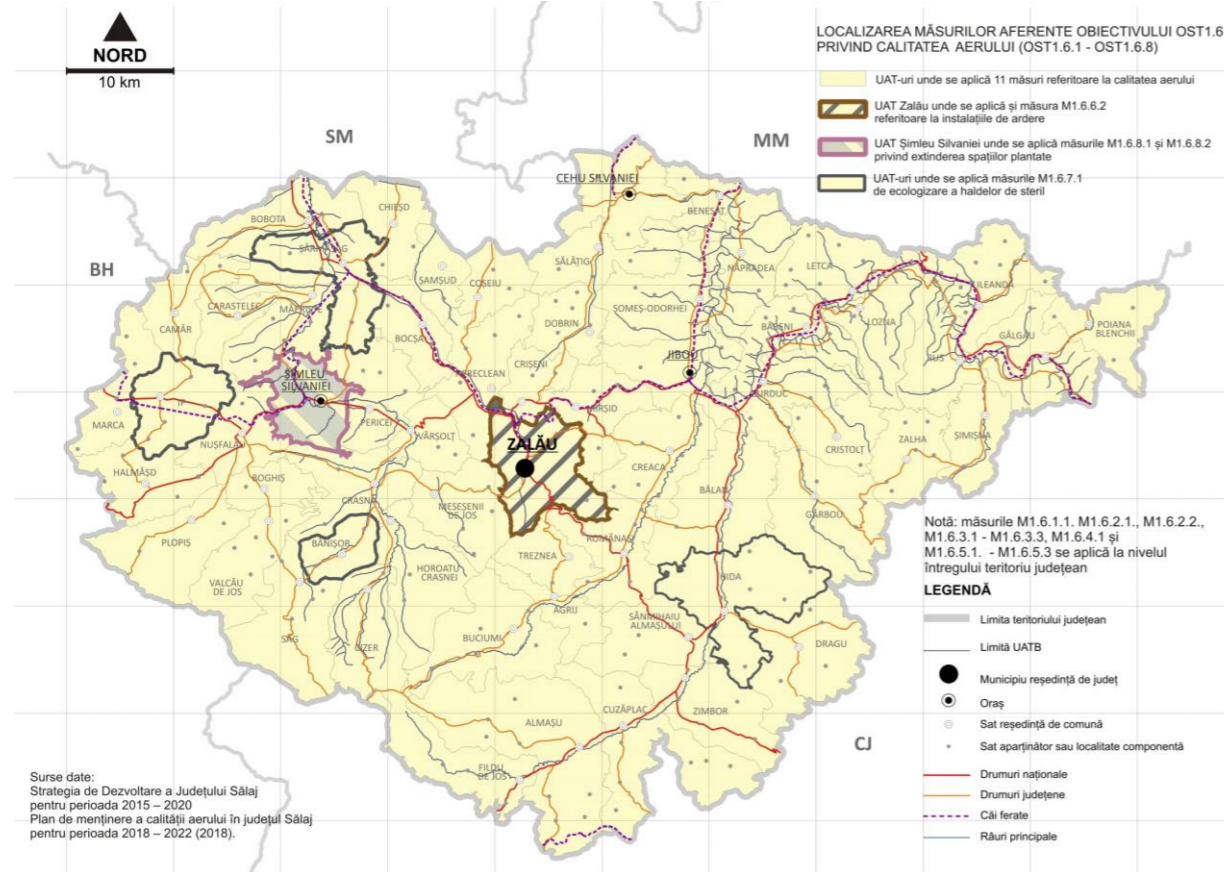 NORD
10 km
LOCALIZAREA MĂSURILOR AFERENTE OBIECTIVULUI OST1.6
PRIVIND CALITATEA AERULUI (OST1.6.1 - OST1.6.8)
UAT-uri unde se aplică 11 măsuri referitoare la calitatea aerului
UAT Zalău unde se aplică și măsura M1.6.6.2
referitoare la instalațiile de ardere
UAT Șimleu Silvaniei unde se aplică măsurile M1.6.8.1 și M1.6.8.2
privind extinderea spațiilor plantate
UAT-uri unde se aplică măsurile M1.6.7.1
de ecologizare a haldelor de steril
SM
MM
BH
CJ
CEHU SILVANIEI
BENESAT
CHIEȘD
BOBOTA
SĂRMĂȘAG
SĂLĂȚIG
NĂPRADEA
LETCA
ILEANDA
SAMȘUD
COȘEIU
CARASTELEC
MĂERIȘTE
CAMĂR
SOMEȘ-ODORHEI
DOBRIN
BĂBENI
LOZNA
GÂLGĂU
POIANA
BLENCHII
BOCȘA
CRIȘENI
JIBOU
RUS
ȘIMLEU
SILVANIEI
HERECLEAN
MIRȘID
SURDUC
IP
MARCA
PERICEI
VÂRȘOLȚ
ZALĂU
NUȘFALĂU
CRISTOLȚ
ZALHA
SIMIȘNA
HALMĂȘD
BOGHIȘ
CREACA
BĂLAN
CRASNA
MESEȘENII
DE JOS
GÂRBOU
PLOPIȘ
BĂNIȘOR
TREZNEA
ROMÂNAȘI
HOROATU
CRASNEI
HIDA
VALCĂU
DE JOS
AGRIJ
SÂNMIHAIU
ALMAȘULUI
BUCIUMI
SÂG
CIZER
DRAGU
CUZĂPLAC
ZIMBOR
ALMAȘU
FILDU
DE JOS
Notă: măsurile M1.6.1.1. M1.6.2.1., M1.6.2.2.,
M1.6.3.1 - M1.6.3.3, M1.6.4.1 și
M1.6.5.1. - M1.6.5.3 se aplică la nivelul
întregului teritoriu județean
LEGENDĂ
Limita teritoriului județean
Limită UATB
Municipiu reședință de județ
Oraș
Sat reședință de comună
Sat aparținător sau localitate componentă
Drumuri naționale
Drumuri județene
Căi ferate
Râuri principale
Surse date:
Strategia de Dezvoltare a Județului Sălaj
pentru perioada 2015 – 2020
Plan de menținere a calității aerului în județul Sălaj
pentru perioada 2018 – 2022 (2018).